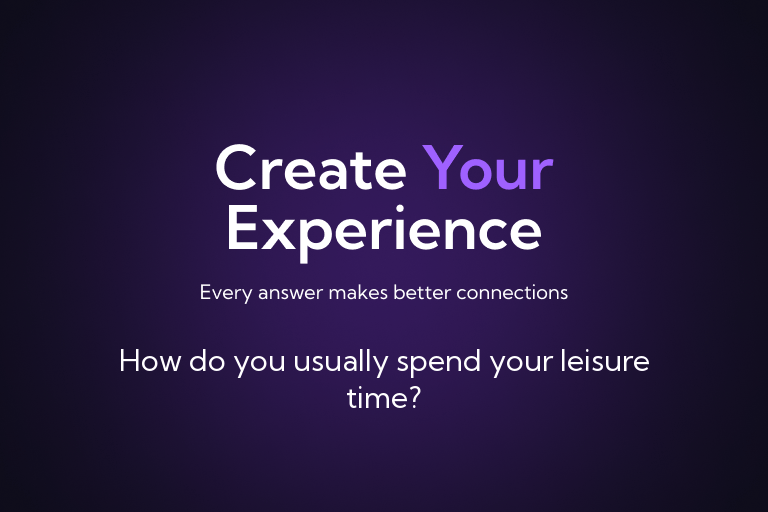 Create Your
Experience
Every answer makes better connections
How do you usually spend your leisure
time?